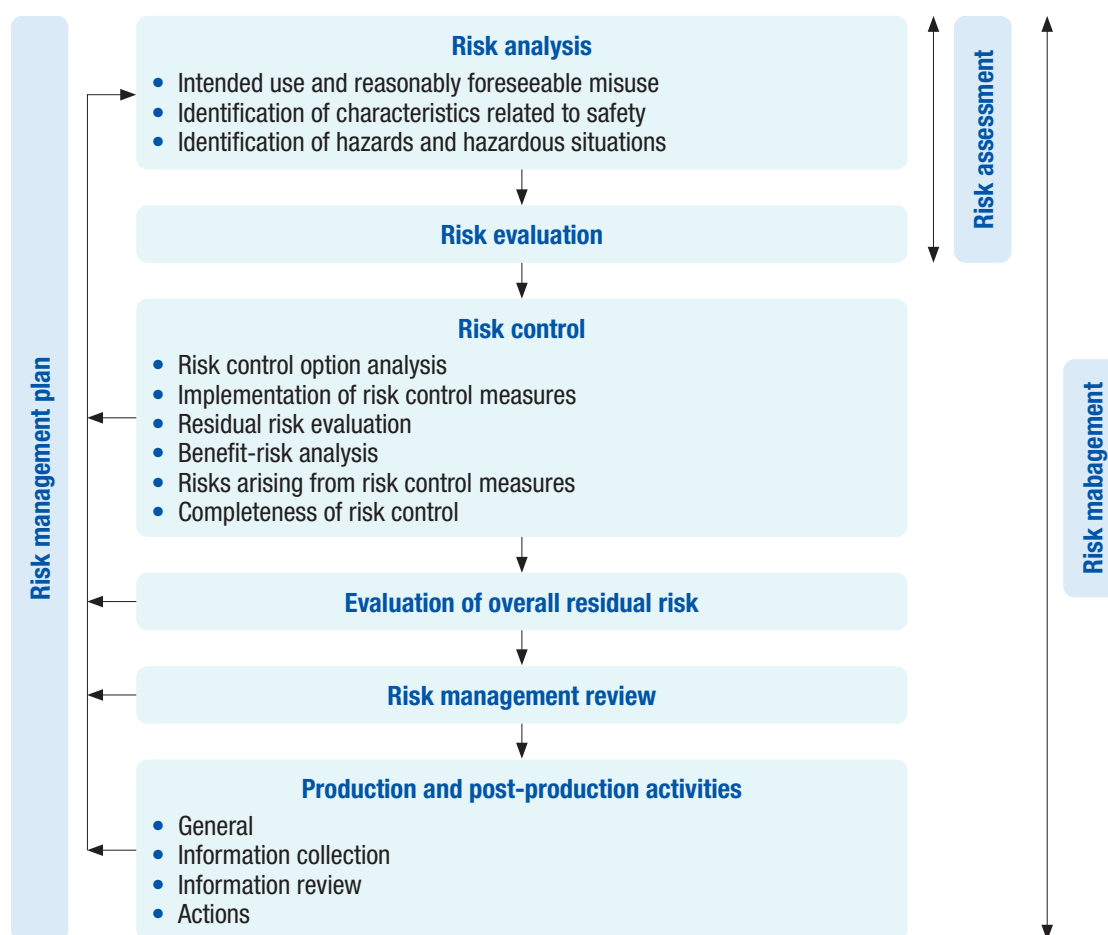 Risk management plan
Risk analysis
• Intended use and reasonably foreseeable misuse
• Identification of characteristics related to safety
• Identification of hazards and hazardous situations
Risk evaluation
Risk assessment
Risk control
• Risk control option analysis
• Implementation of risk control measures
• Residual risk evaluation
• Benefit-risk analysis
• Risks arising from risk control measures
• Completeness of risk control
Evaluation of overall residual risk
Risk management review
Production and post-production activities
• General
• Information collection
• Information review
• Actions
Risk mabagement